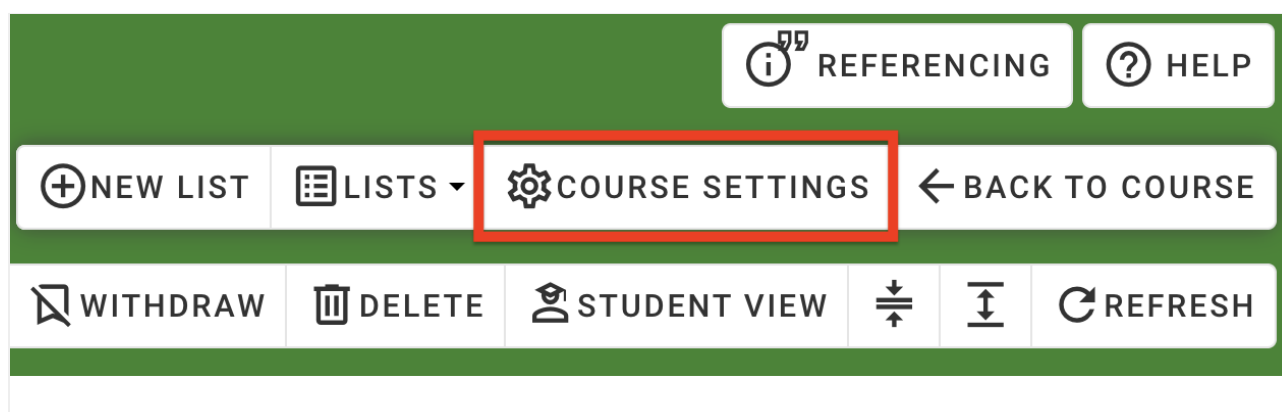 REFERENCING HELP
NEW LIST LISTS COURSE SETTINGS BACK TO COURSE
WITHDRAW DELETE STUDENT VIEW REFRESH